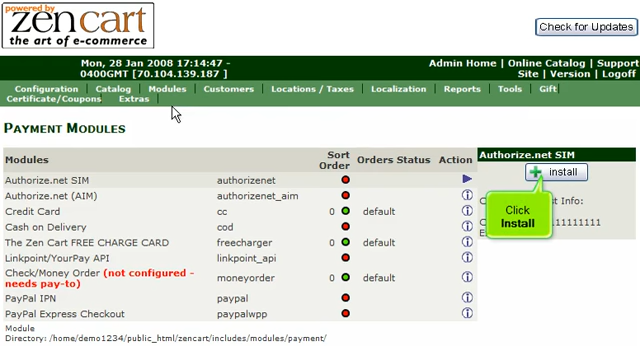 powered by
zen cart
the art of e-commerce
Check for Updates
Mon, 28 Jan 2008 17:14:47 -
0400GMT [70.104.139.187 ]
Admin Home | Online Catalog | Support
Site | Version | Logoff
Configuration | Catalog | Modules | Customers | Locations / Taxes | Localization | Reports | Tools | Gift
Certificate/Coupons | Extras |
PAYMENT MODULES
Modules Sort Order Orders Status Action
Authorize.net SIM authorizenet
Authorize.net (AIM) authorizenet_aim
Credit Card cc 0 default
Cash on Delivery cod
The Zen Cart FREE CHARGE CARD freecharger 0 default
Linkpoint/YourPay API linkpoint_api
Check/Money Order (not configured -
needs pay-to) moneyorder 0 default
PayPal IPN paypal
PayPal Express Checkout paypalwpp
Module
Directory: /home/demo1234/public_html/zencart/includes/modules/payment/
Authorize.net SIM
install
Click
Install
t Info:
11111111